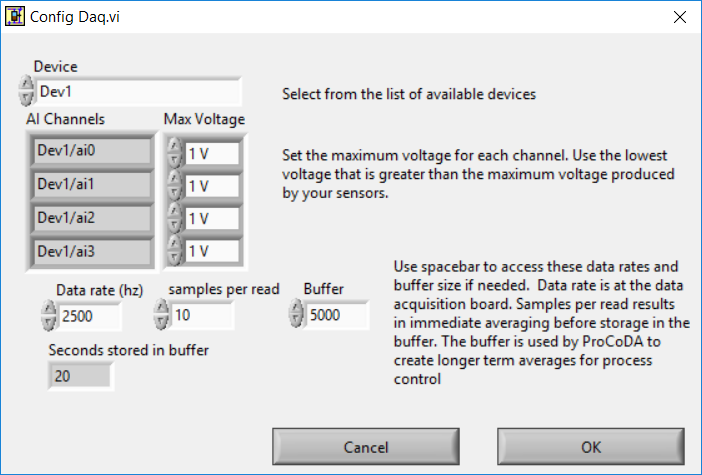 Config Daq.vi
Device
Dev1
Select from the list of available devices
AI Channels
Max Voltage
Dev1/ai0
1 V
Dev1/ai1
1 V
Dev1/ai2
1 V
Dev1/ai3
1 V
Set the maximum voltage for each channel. Use the lowest
voltage that is greater than the maximum voltage produced
by your sensors.
Data rate (hz)
2500
samples per read
10
Buffer
5000
Seconds stored in buffer
20
Use spacebar to access these data rates and
buffer size if needed.  Data rate is at the data
acquisition board. Samples per read results
in immediate averaging before storage in the
buffer. The buffer is used by ProCoDA to
create longer term averages for process
control
Cancel
OK